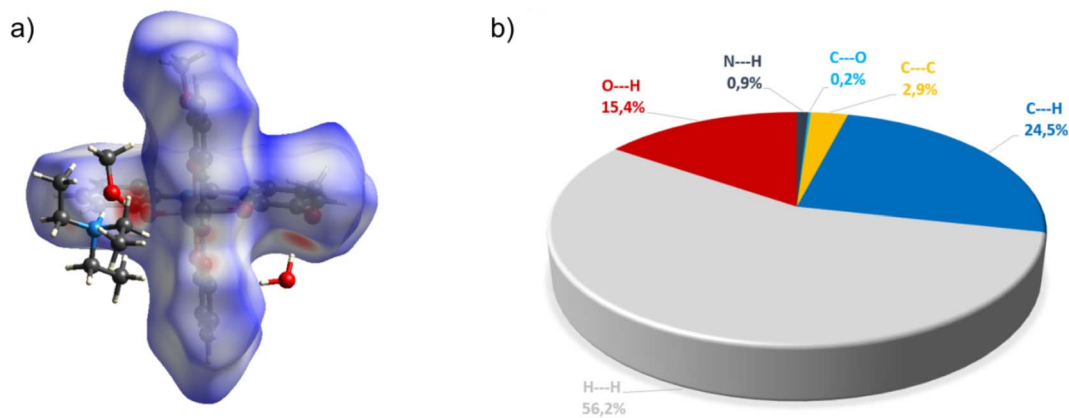 a)
b)
N---H
0,9%
C---O
0,2%
C---C
2,9%
O---H
15,4%
C---H
24,5%
H---H
56,2%